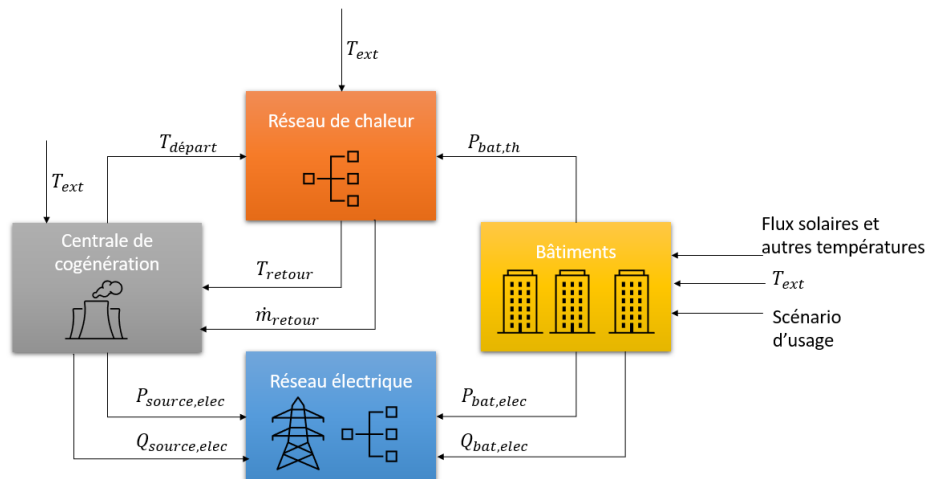 T_ext
Réseau de chaleur
T_départ
P_bat,th
T_ext
Centrale de
cogénération
Flux solaires et
autres températures
Bâtiments
T_retour
T_ext
ṁ_retour
Scénario
d'usage
Réseau électrique
P_source,elec
P_bat,elec
Q_source,elec
Q_bat,elec